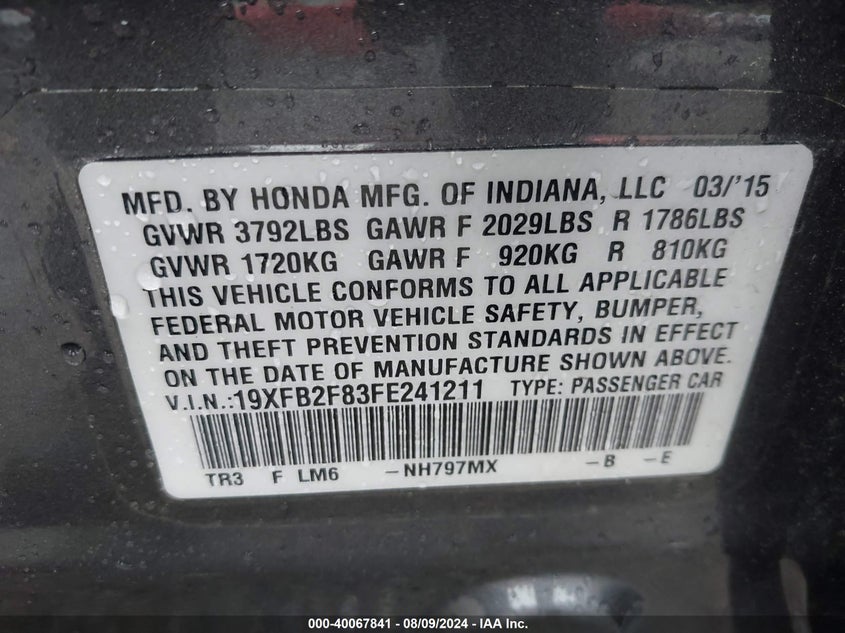 MFD. BY HONDA MFG. OF INDIANA, LLC 03/'15
GVWR 3792LBS GAWR F 2029LBS R 1786LBS
GVWR 1720KG GAWR F 920KG R 810KG
THIS VEHICLE CONFORMS TO ALL APPLICABLE
FEDERAL MOTOR VEHICLE SAFETY, BUMPER,
AND THEFT PREVENTION STANDARDS IN EFFECT
ON THE DATE OF MANUFACTURE SHOWN ABOVE.
V.I.N.:19XFB2F83FE241211 TYPE: PASSENGER CAR
TR3 F LM6 -NH797MX -B -E
000-40067841 - 08/09/2024 - IAA Inc.